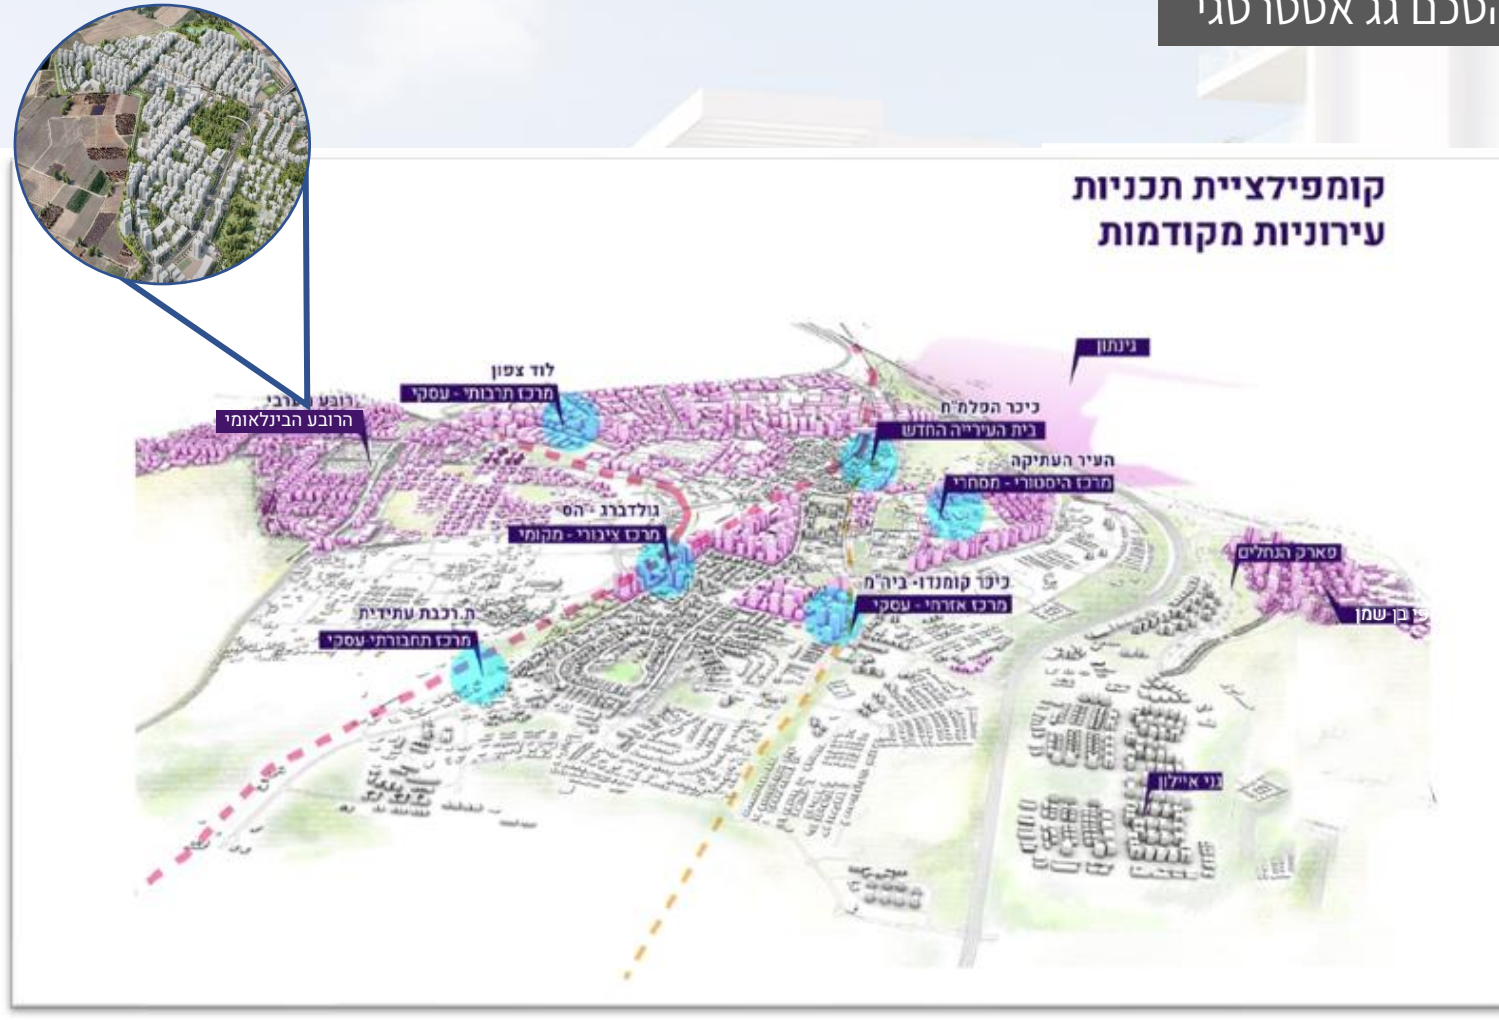 הסכם גג אסטרטגי
קומפילציית תכניות
עירוניות מקודמות
גינתון
לוד צפון
מרכז תרבותי - עסקי
רובע מערבי
הרובע הבינלאומי
כיכר הפלמ"ח
בית העירייה החדש
העיר העתיקה
מרכז היסטורי - מסחרי
גולדברג - הס
מרכז ציבורי - מקומי
פארק הנחלים
בן-שמן
כיכר קומנדו- ביה"מ
מרכז אזרחי - עסקי
ת.רכבת עתידית
מרכז תחבורתי-עסקי
גני איילון